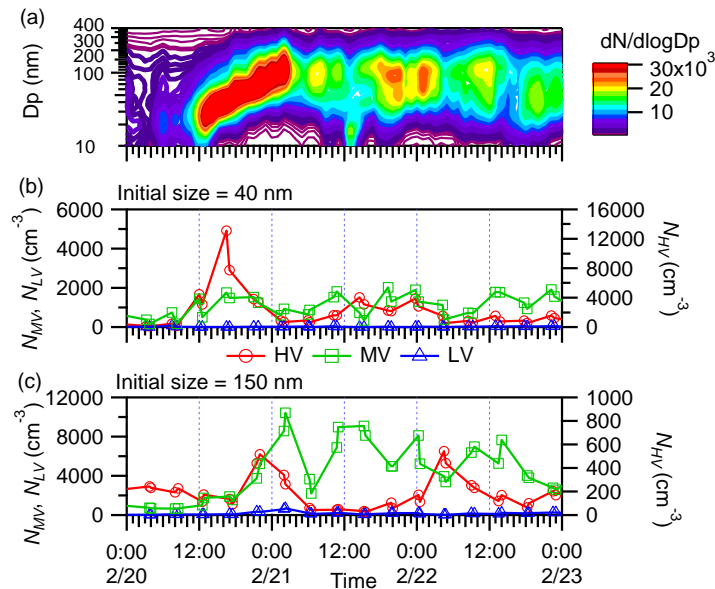 (a)
Dp (nm)
400
300
200
100
10
dN/dlogDp
30x10³
20
10
(b)
Initial size = 40 nm
N_MV, N_LV (cm⁻³)
6000
4000
2000
0
16000
12000
8000
4000
0
N_HV (cm⁻³)
HV MV LV
(c)
Initial size = 150 nm
N_MV, N_LV (cm⁻³)
12000
8000
4000
0
1000
800
600
400
200
0
N_HV (cm⁻³)
0:00 12:00 0:00 12:00 0:00 12:00 0:00
2/20 2/21 2/22 2/23
Time